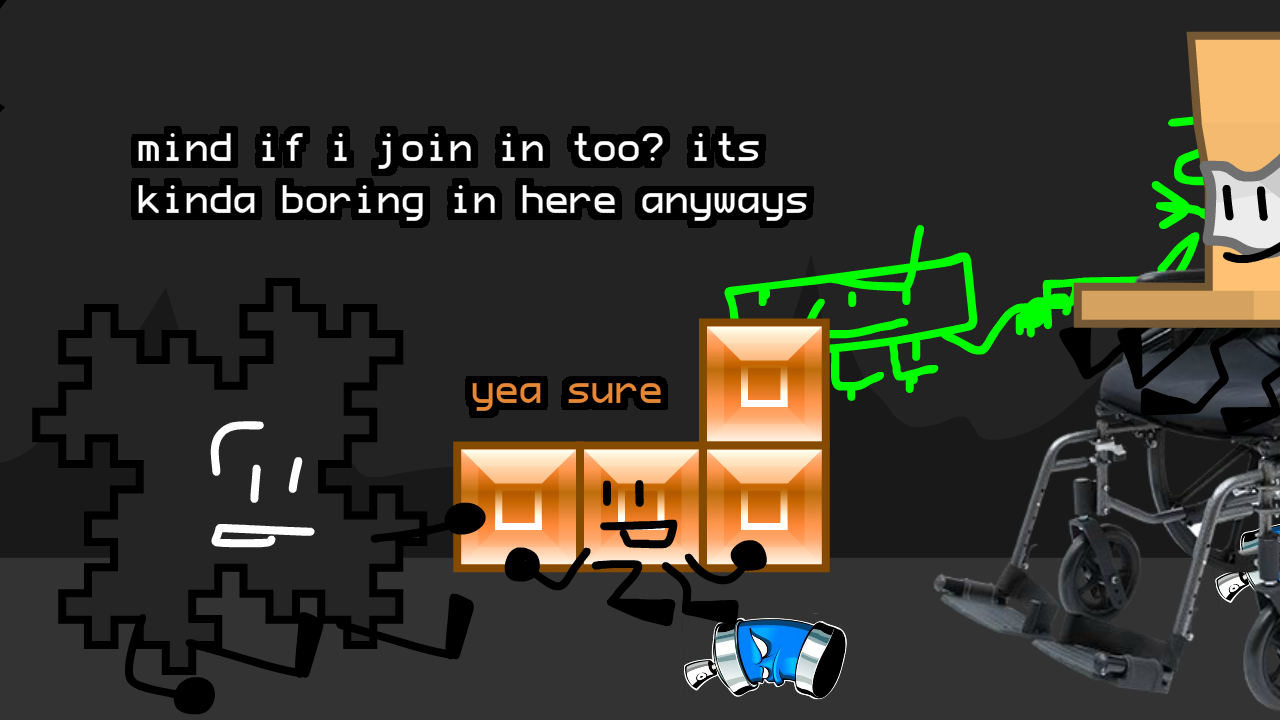 mind if i join in too? its
kinda boring in here anyways
yea sure